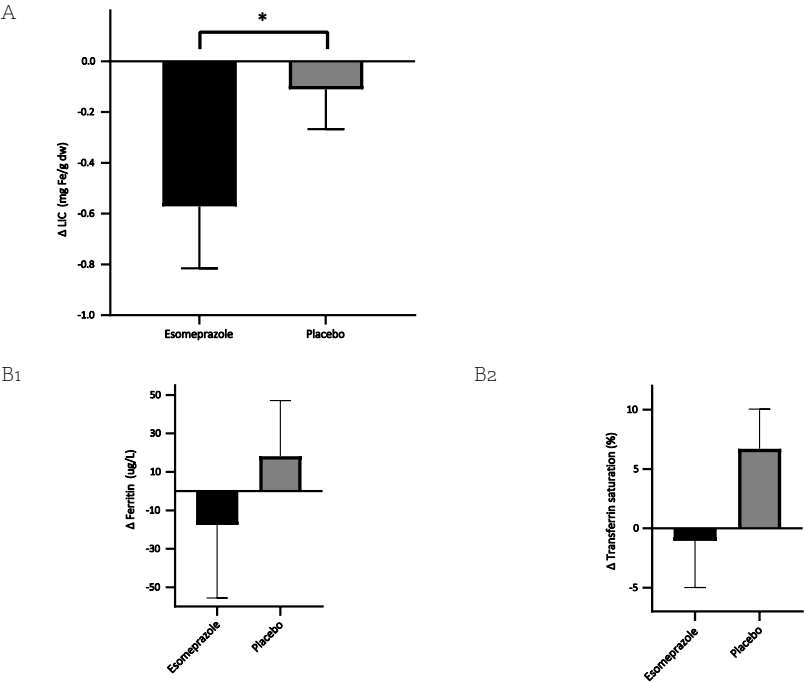 A
*
0.0
-0.2
-0.4
-0.6
-0.8
-1.0
Δ LIC (mg Fe/g dw)
Esomeprazole
Placebo
B1
50
30
10
-10
-30
-50
Δ Ferritin (ug/L)
Esomeprazole
Placebo
B2
10
5
0
-5
Δ Transferrin saturation (%)
Esomeprazole
Placebo